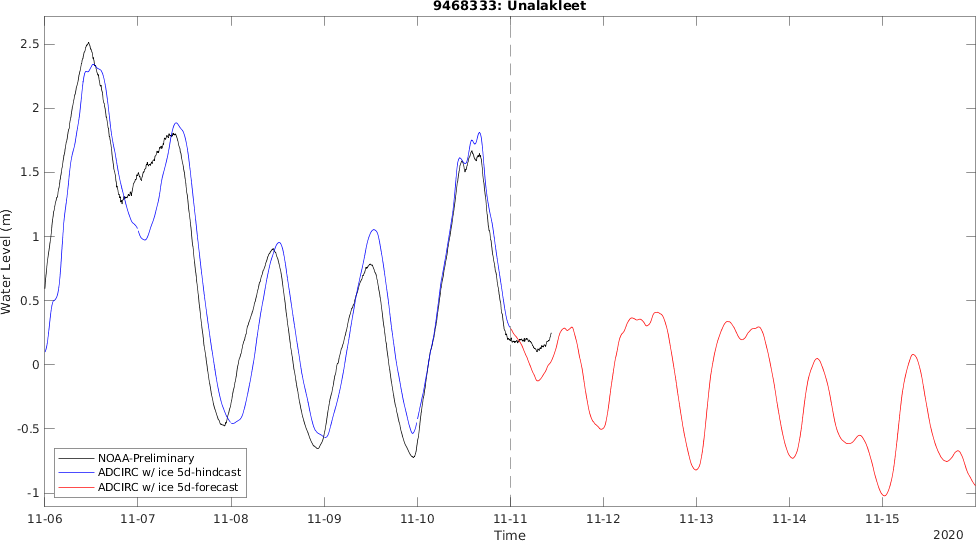 9468333: Unalakleet
2.5
2
1.5
1
0.5
0
-0.5
-1
Water Level (m)
NOAA-Preliminary
ADCIRC w/ ice 5d-hindcast
ADCIRC w/ ice 5d-forecast
11-06 11-07 11-08 11-09 11-10 11-11 11-12 11-13 11-14 11-15
Time
2020